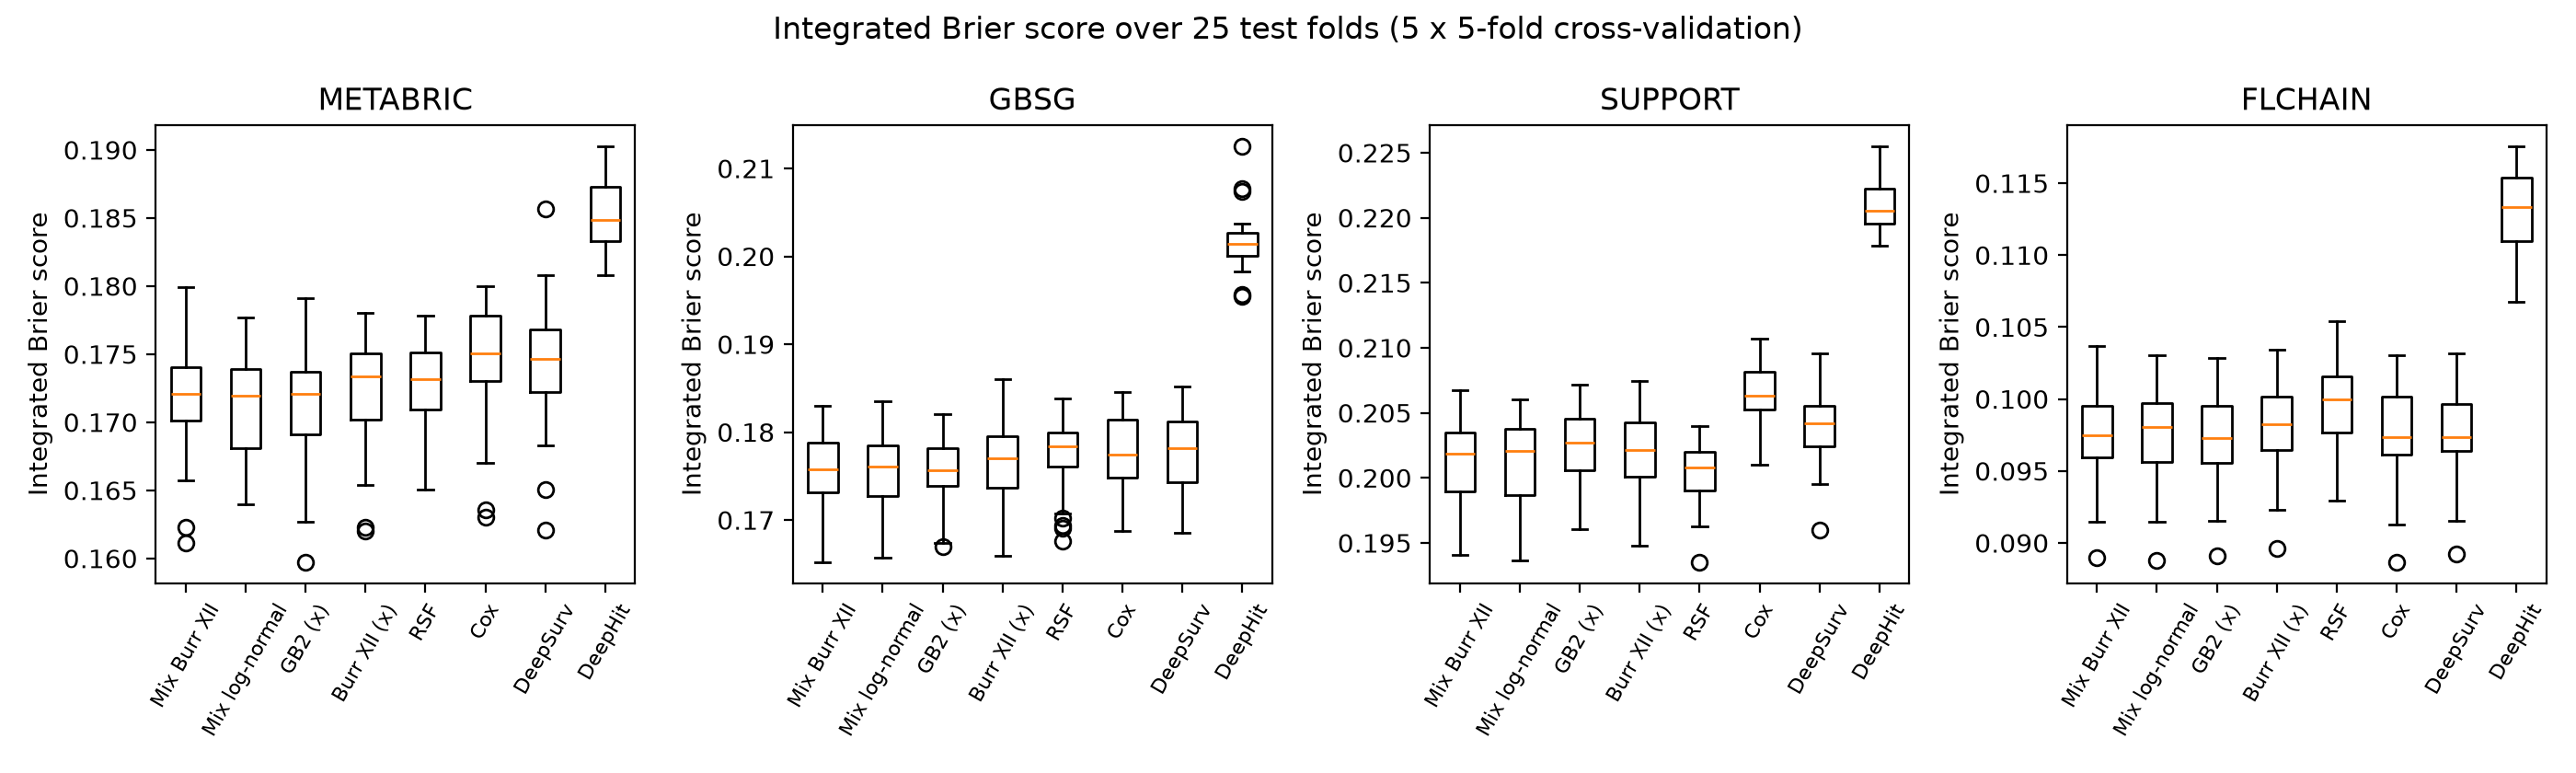 Integrated Brier score over 25 test folds (5 x 5-fold cross-validation)
METABRIC
Integrated Brier score
0.190
0.185
0.180
0.175
0.170
0.165
0.160
Mix Burr XII
Mix log-normal
GB2 (x)
Burr XII (x)
RSF
Cox
DeepSurv
DeepHit
GBSG
Integrated Brier score
0.21
0.20
0.19
0.18
0.17
Mix Burr XII
Mix log-normal
GB2 (x)
Burr XII (x)
RSF
Cox
DeepSurv
DeepHit
SUPPORT
Integrated Brier score
0.225
0.220
0.215
0.210
0.205
0.200
0.195
Mix Burr XII
Mix log-normal
GB2 (x)
Burr XII (x)
RSF
Cox
DeepSurv
DeepHit
FLCHAIN
Integrated Brier score
0.115
0.110
0.105
0.100
0.095
0.090
Mix Burr XII
Mix log-normal
GB2 (x)
Burr XII (x)
RSF
Cox
DeepSurv
DeepHit